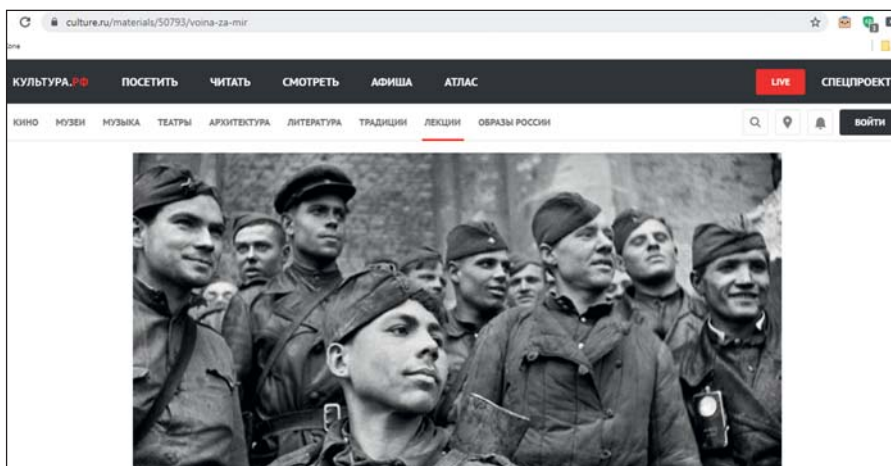 culture.ru/materials/50793/voina-za-mir
КУЛЬТУРА.РФ ПОСЕТИТЬ ЧИТАТЬ СМОТРЕТЬ АФИША АТЛАС LIVE СПЕЦПРОЕКТ
КИНО МУЗЕИ МУЗЫКА ТЕАТРЫ АРХИТЕКТУРА ЛИТЕРАТУРА ТРАДИЦИИ ЛЕКЦИИ ОБРАЗЫ РОССИИ ВОЙТИ